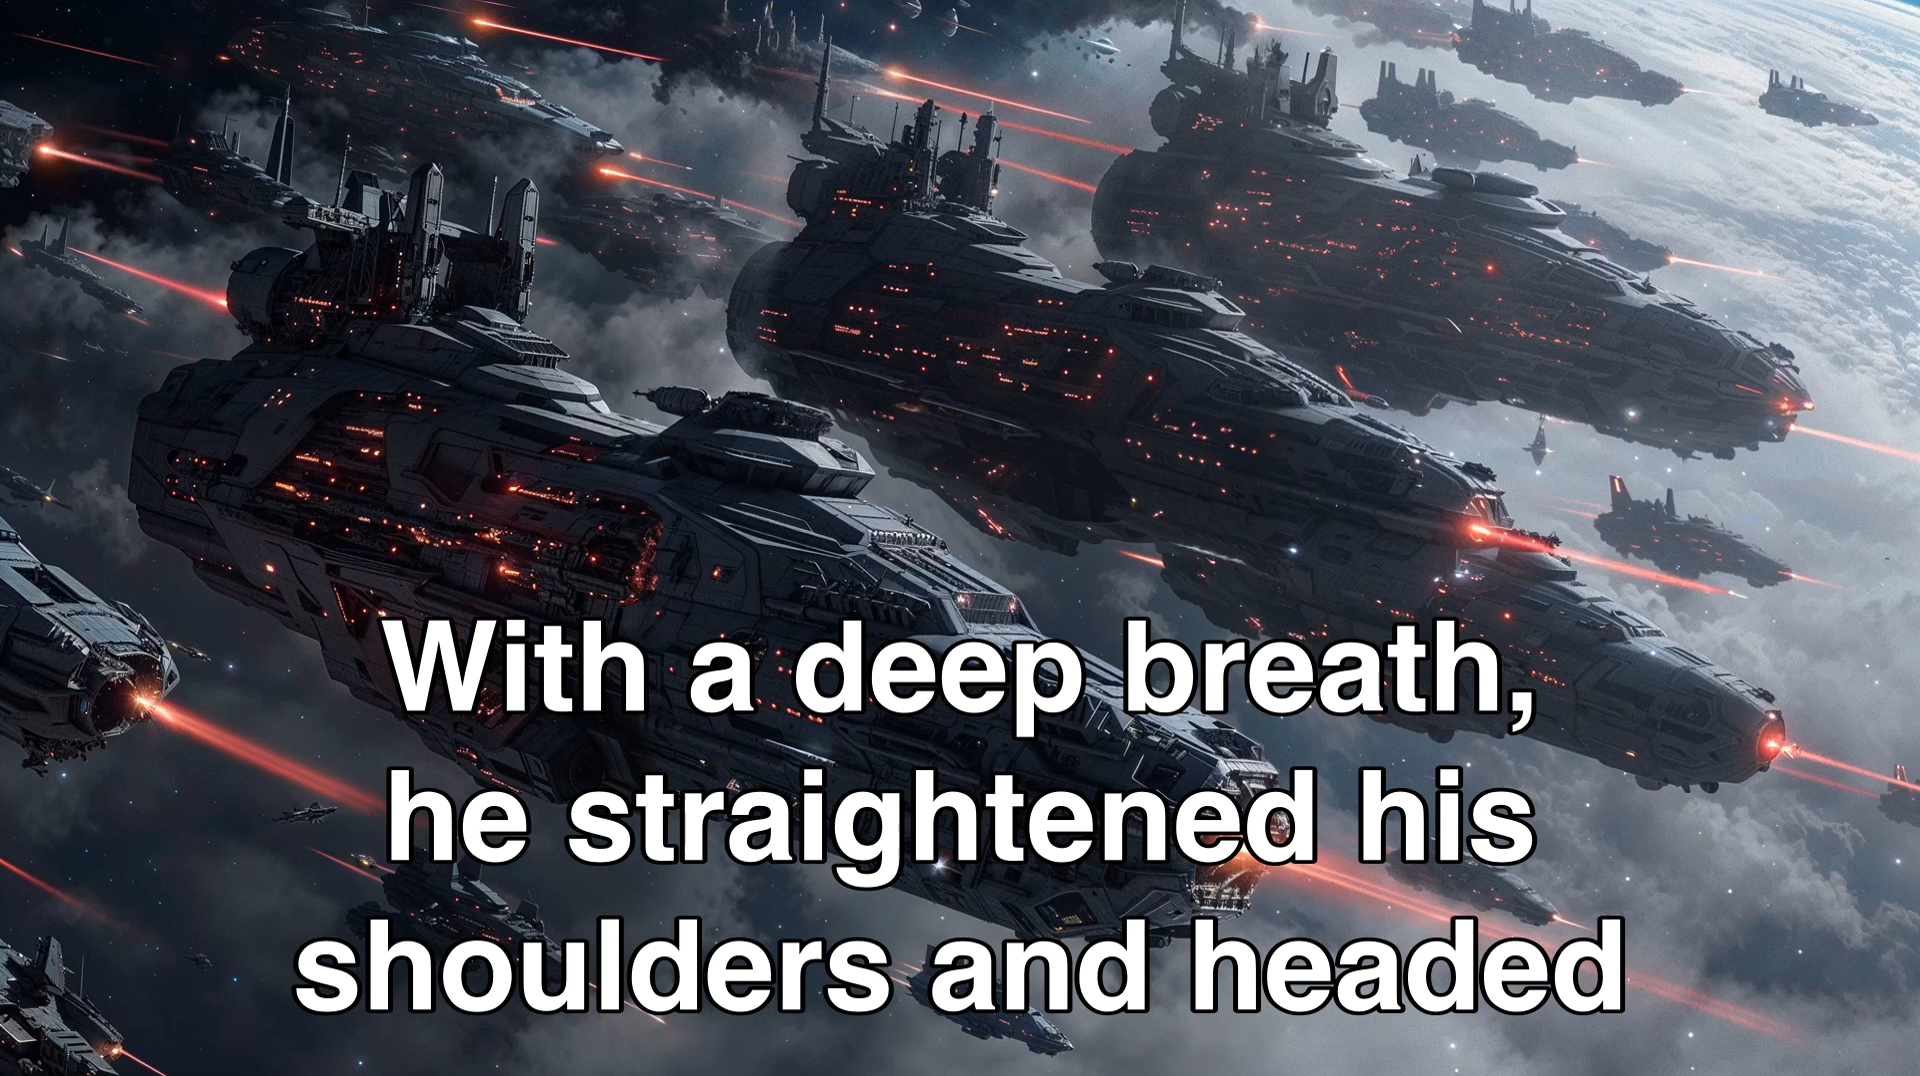 With a deep breath,
he straightened his
shoulders and headed